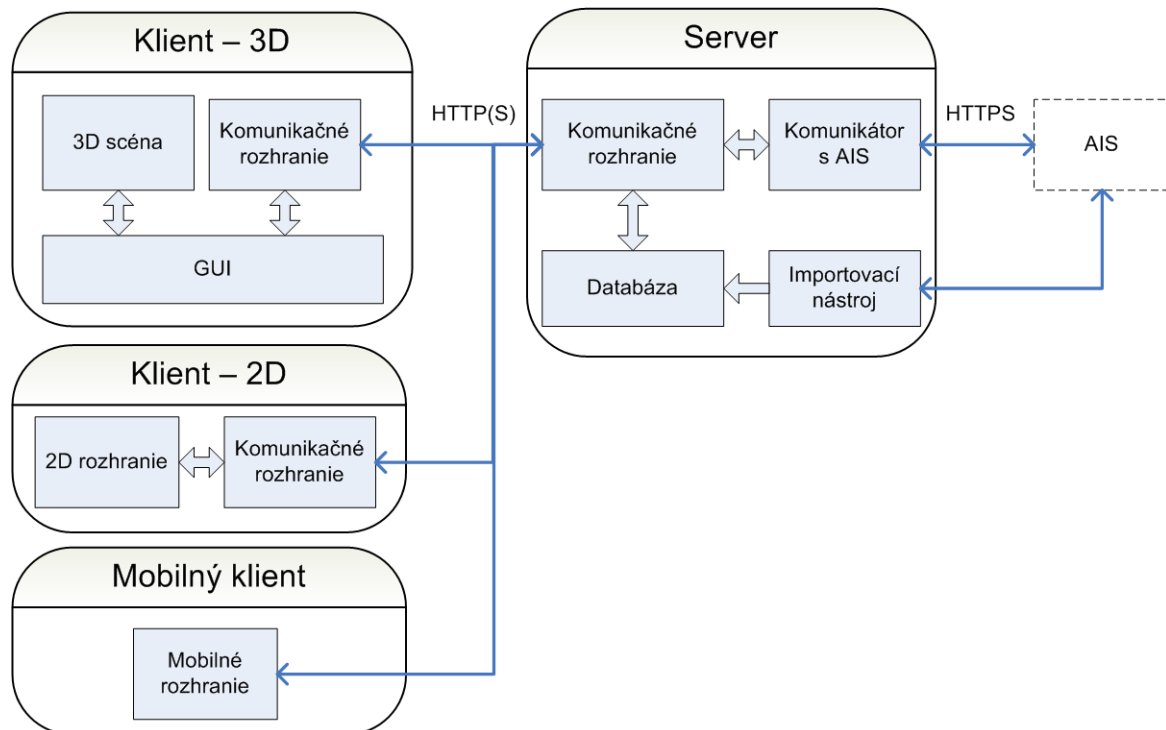 Klient – 3D
3D scéna
Komunikačné
rozhranie
GUI
HTTP(S)
Server
Komunikačné
rozhranie
Komunikátor
s AIS
Databáza
Importovací
nástroj
HTTPS
AIS
Klient – 2D
2D rozhranie
Komunikačné
rozhranie
Mobilný klient
Mobilné
rozhranie